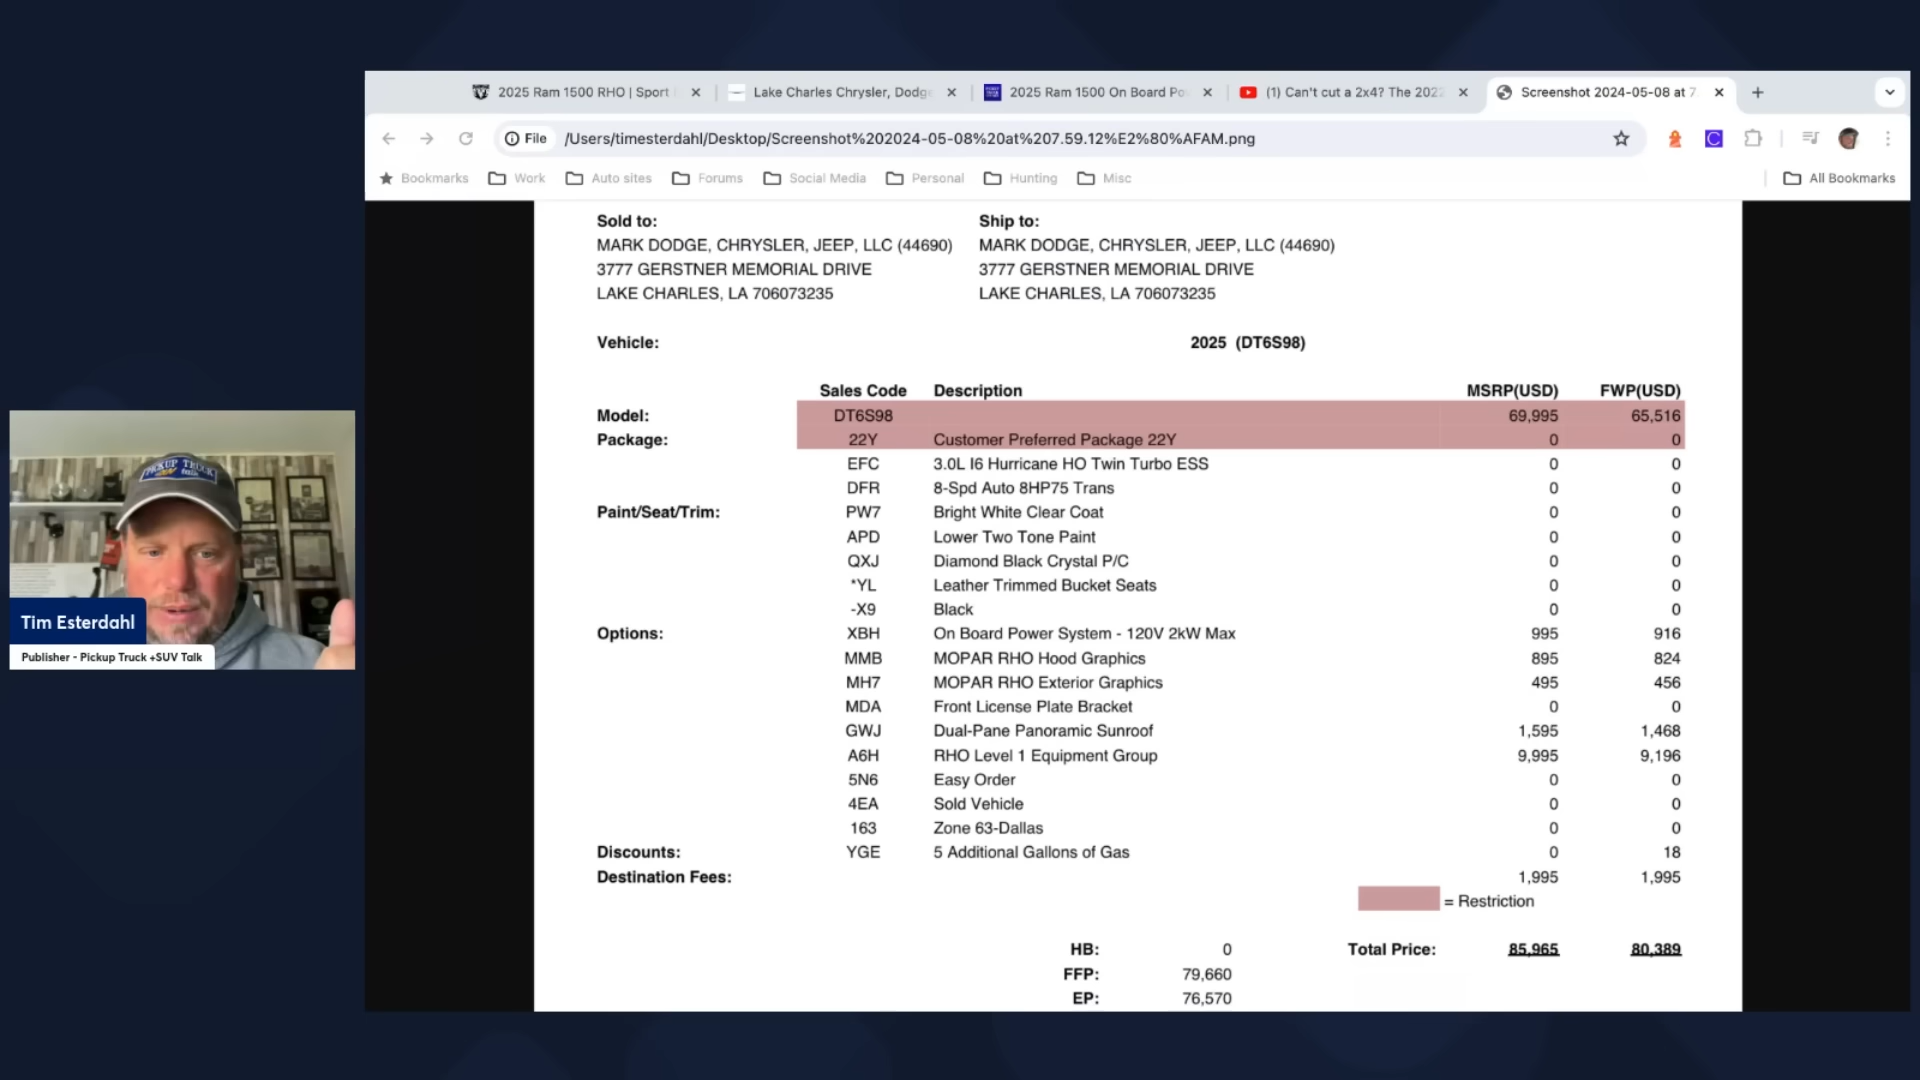 2025 Ram 1500 RHO | Sport
Lake Charles Chrysler, Dodge
2025 Ram 1500 On Board Po
(1) Can't cut a 2x4? The 2022
Screenshot 2024-05-08 at 7
File /Users/timesterdahl/Desktop/Screenshot%202024-05-08%20at%207.59.12%E2%80%AFAM.png
Bookmarks Work Auto sites Forums Social Media Personal Hunting Misc All Bookmarks
Sold to: Ship to:
MARK DODGE, CHRYSLER, JEEP, LLC (44690) MARK DODGE, CHRYSLER, JEEP, LLC (44690)
3777 GERSTNER MEMORIAL DRIVE 3777 GERSTNER MEMORIAL DRIVE
LAKE CHARLES, LA 706073235 LAKE CHARLES, LA 706073235
Vehicle: 2025 (DT6S98)
Sales Code Description MSRP(USD) FWP(USD)
Model: DT6S98 69,995 65,516
Package: 22Y Customer Preferred Package 22Y 0 0
EFC 3.0L I6 Hurricane HO Twin Turbo ESS 0 0
DFR 8-Spd Auto 8HP75 Trans 0 0
Paint/Seat/Trim: PW7 Bright White Clear Coat 0 0
APD Lower Two Tone Paint 0 0
QXJ Diamond Black Crystal P/C 0 0
*YL Leather Trimmed Bucket Seats 0 0
-X9 Black 0 0
Options: XBH On Board Power System - 120V 2kW Max 995 916
MMB MOPAR RHO Hood Graphics 895 824
MH7 MOPAR RHO Exterior Graphics 495 456
MDA Front License Plate Bracket 0 0
GWJ Dual-Pane Panoramic Sunroof 1,595 1,468
A6H RHO Level 1 Equipment Group 9,995 9,196
5N6 Easy Order 0 0
4EA Sold Vehicle 0 0
163 Zone 63-Dallas 0 0
Discounts: YGE 5 Additional Gallons of Gas 0 18
Destination Fees: 1,995 1,995
= Restriction
HB: 0 Total Price: 85,965 80,389
FFP: 79,660
EP: 76,570
PICKUP TRUCK
talk
Tim Esterdahl
Publisher - Pickup Truck +SUV Talk